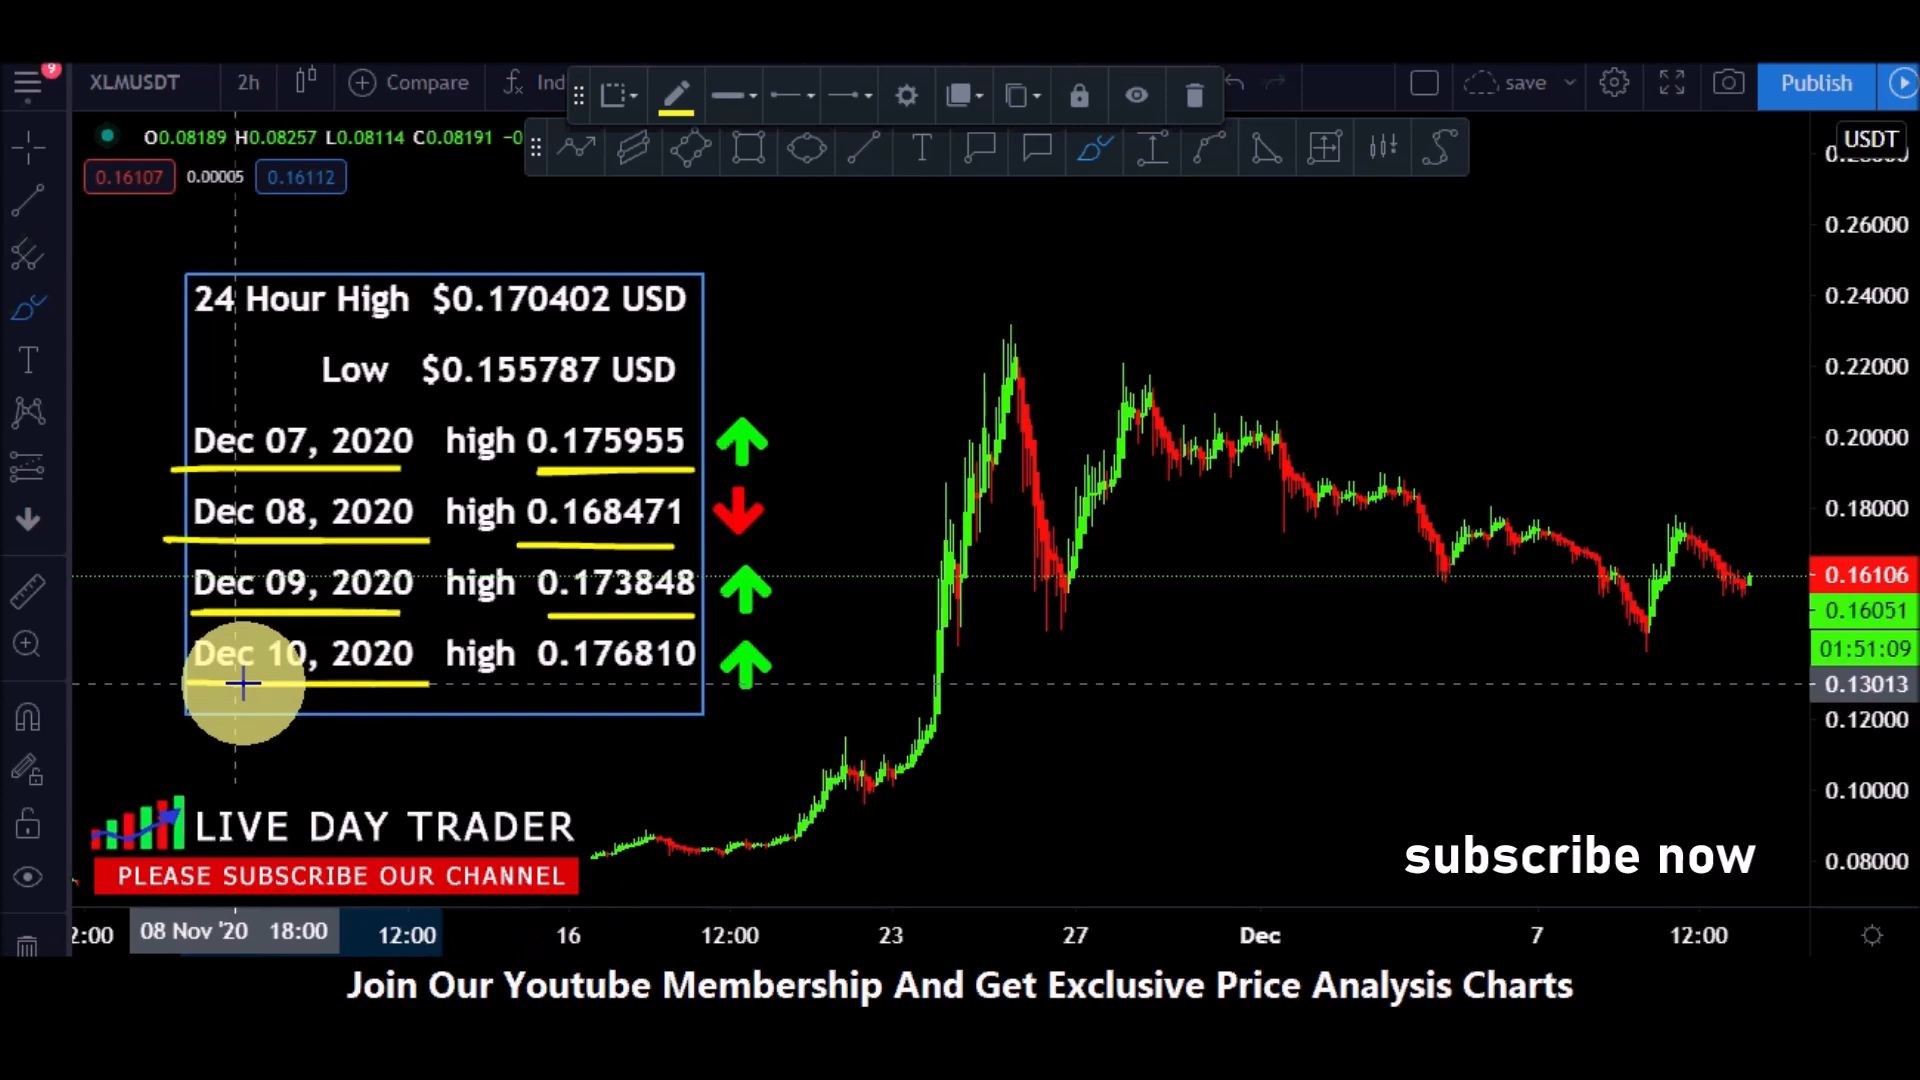 9
XLMUSDT 2h Compare Ind save Publish
O0.08189 H0.08257 L0.08114 C0.08191 −0
0.16107 0.00005 0.16112
USDT
0.26000
0.24000
0.22000
0.20000
0.18000
0.16106
0.16051
01:51:09
0.13013
0.12000
0.10000
0.08000
24 Hour High $0.170402 USD
Low $0.155787 USD
Dec 07, 2020 high 0.175955
Dec 08, 2020 high 0.168471
Dec 09, 2020 high 0.173848
Dec 10, 2020 high 0.176810
LIVE DAY TRADER
PLEASE SUBSCRIBE OUR CHANNEL
subscribe now
2:00 08 Nov '20 18:00 12:00 16 12:00 23 27 Dec 7 12:00
Join Our Youtube Membership And Get Exclusive Price Analysis Charts